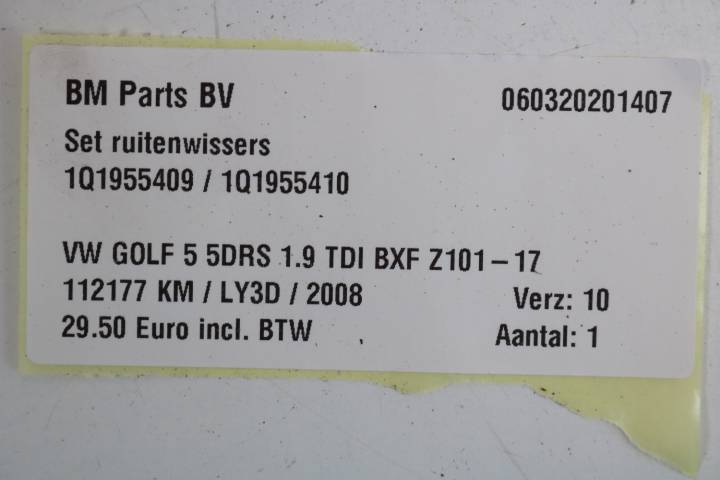 BM Parts BV 060320201407
Set ruitenwissers
1Q1955409 / 1Q1955410
VW GOLF 5 5DRS 1.9 TDI BXF Z101-17
112177 KM / LY3D / 2008 Verz: 10
29.50 Euro incl. BTW Aantal: 1